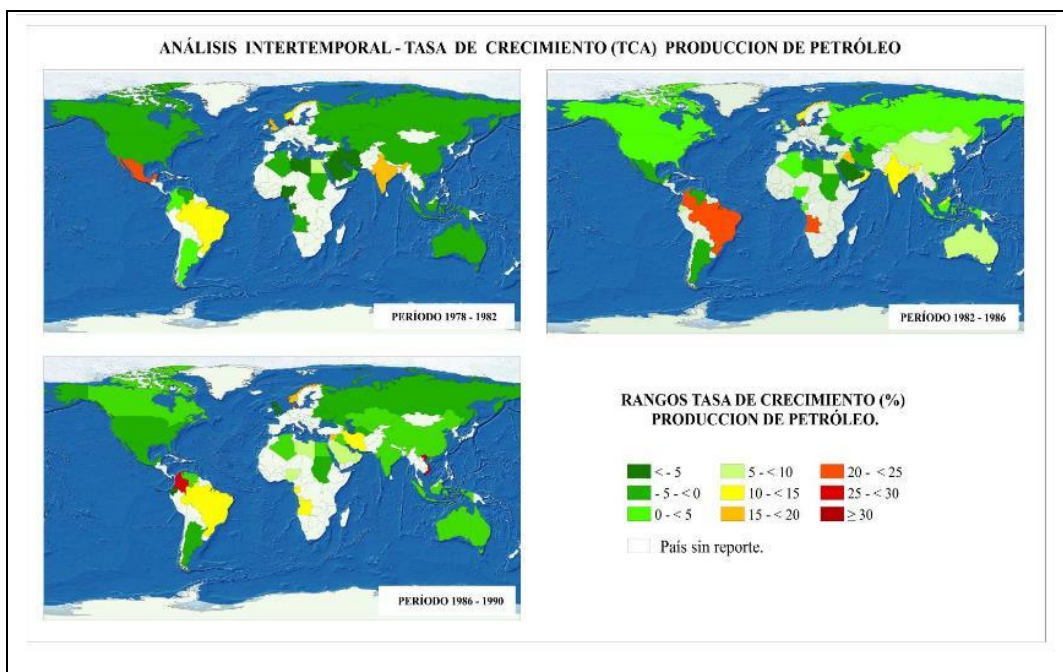 ANÁLISIS INTERTEMPORAL - TASA DE CRECIMIENTO (TCA) PRODUCCION DE PETRÓLEO
PERÍODO 1978 - 1982
PERÍODO 1982 - 1986
PERÍODO 1986 - 1990
RANGOS TASA DE CRECIMIENTO (%)
PRODUCCION DE PETRÓLEO.
< - 5
- 5 - < 0
0 - < 5
5 - < 10
10 - < 15
15 - < 20
20 - < 25
25 - < 30
≥ 30
País sin reporte.